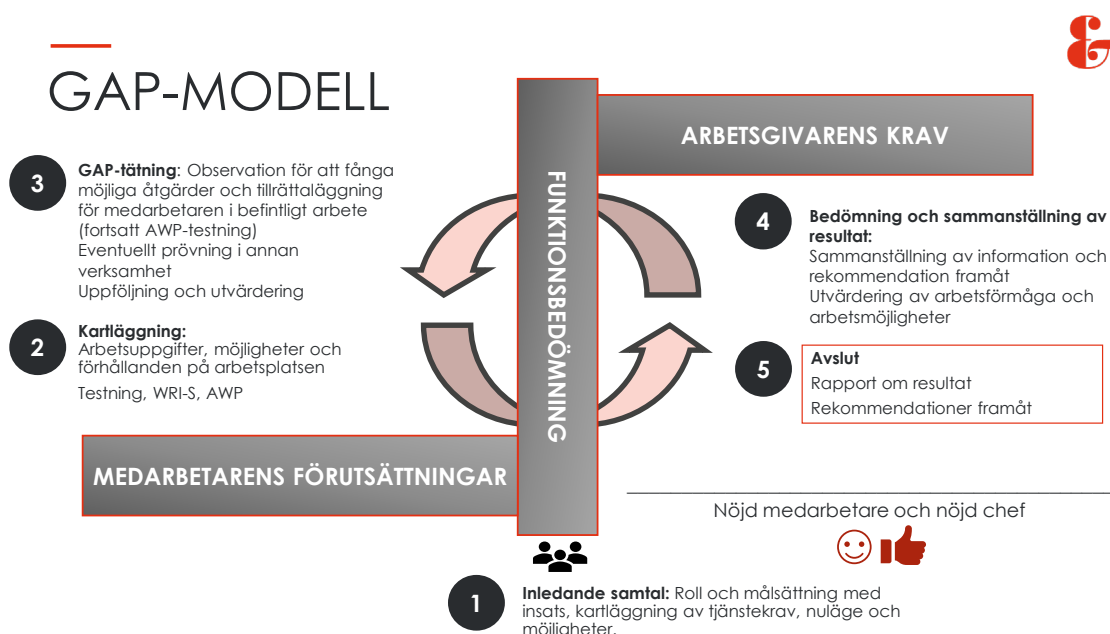 &
GAP-MODELL
ARBETSGIVARENS KRAV
FUNKTIONSBEDÖMNING
MEDARBETARENS FÖRUTSÄTTNINGAR
3
GAP-tätning: Observation för att fånga
möjliga åtgärder och tillrättaläggning
för medarbetaren i befintligt arbete
(fortsatt AWP-testning)
Eventuellt prövning i annan
verksamhet
Uppföljning och utvärdering
2
Kartläggning:
Arbetsuppgifter, möjligheter och
förhållanden på arbetsplatsen
Testning, WRI-S, AWP
4
Bedömning och sammanställning av
resultat:
Sammanställning av information och
rekommendation framåt
Utvärdering av arbetsförmåga och
arbetsmöjligheter
5
Avslut
Rapport om resultat
Rekommendationer framåt
Nöjd medarbetare och nöjd chef
1
Inledande samtal: Roll och målsättning med
insats, kartläggning av tjänstekrav, nuläge och
möjligheter.